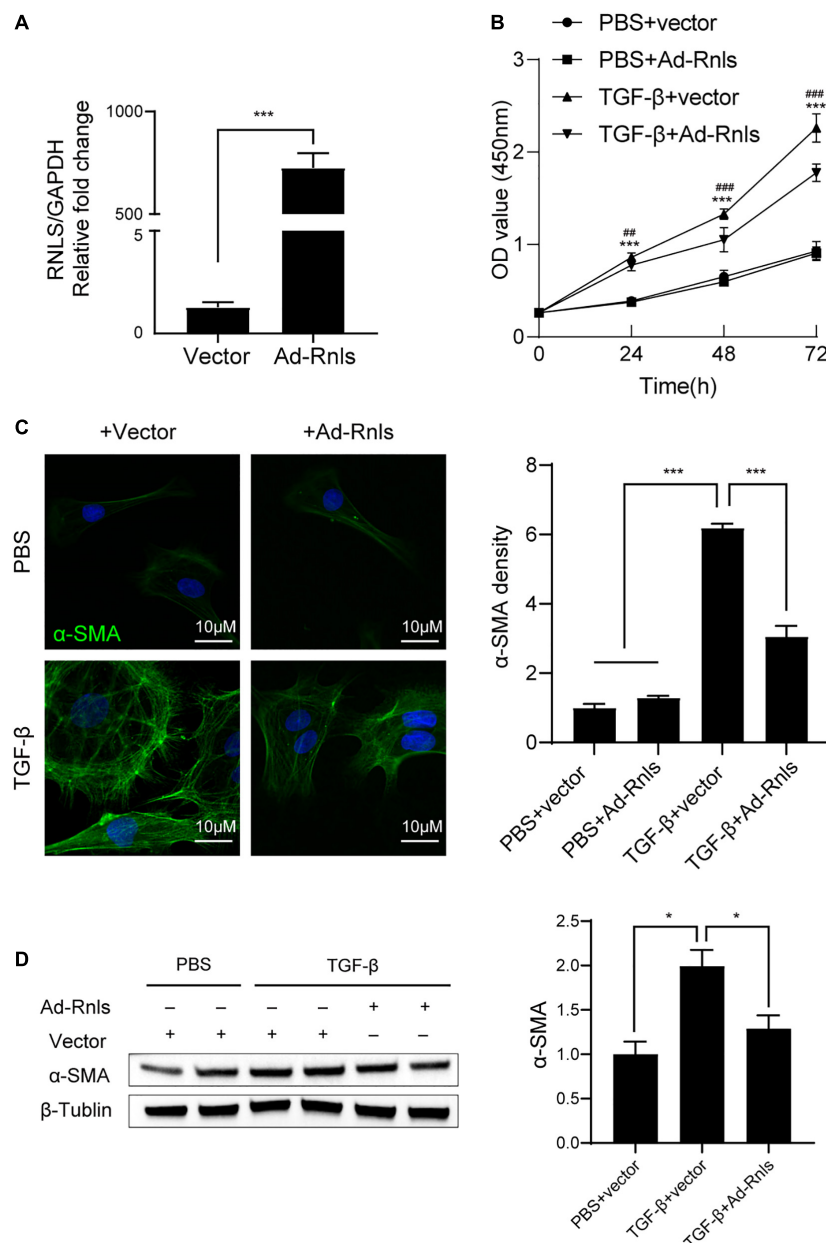 A
RNLS/GAPDH
Relative fold change
1000
500
5
0
***
Vector
Ad-Rnls
B
PBS+vector
PBS+Ad-Rnls
TGF-β+vector
TGF-β+Ad-Rnls
OD value (450nm)
3
2
1
0
##
***
###
***
###
***
0
24
48
72
Time(h)
C
+Vector
+Ad-Rnls
PBS
α-SMA
10μM
10μM
TGF-β
10μM
10μM
α-SMA density
8
6
4
2
0
***
***
PBS+vector
PBS+Ad-Rnls
TGF-β+vector
TGF-β+Ad-Rnls
D
PBS
TGF-β
Ad-Rnls – – – – + +
Vector + + + + – –
α-SMA
β-Tublin
α-SMA
2.5
2.0
1.5
1.0
0.5
0.0
*
*
PBS+vector
TGF-β+vector
TGF-β+Ad-Rnls